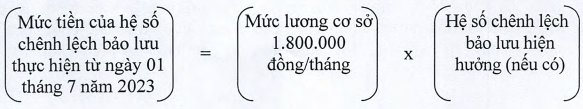 Mức tiền của hệ số
chênh lệch bảo lưu
thực hiện từ ngày 01
tháng 7 năm 2023
=
Mức lương cơ sở
1.800.000
đồng/tháng
x
Hệ số chênh lệch
bảo lưu hiện
hưởng (nếu có)